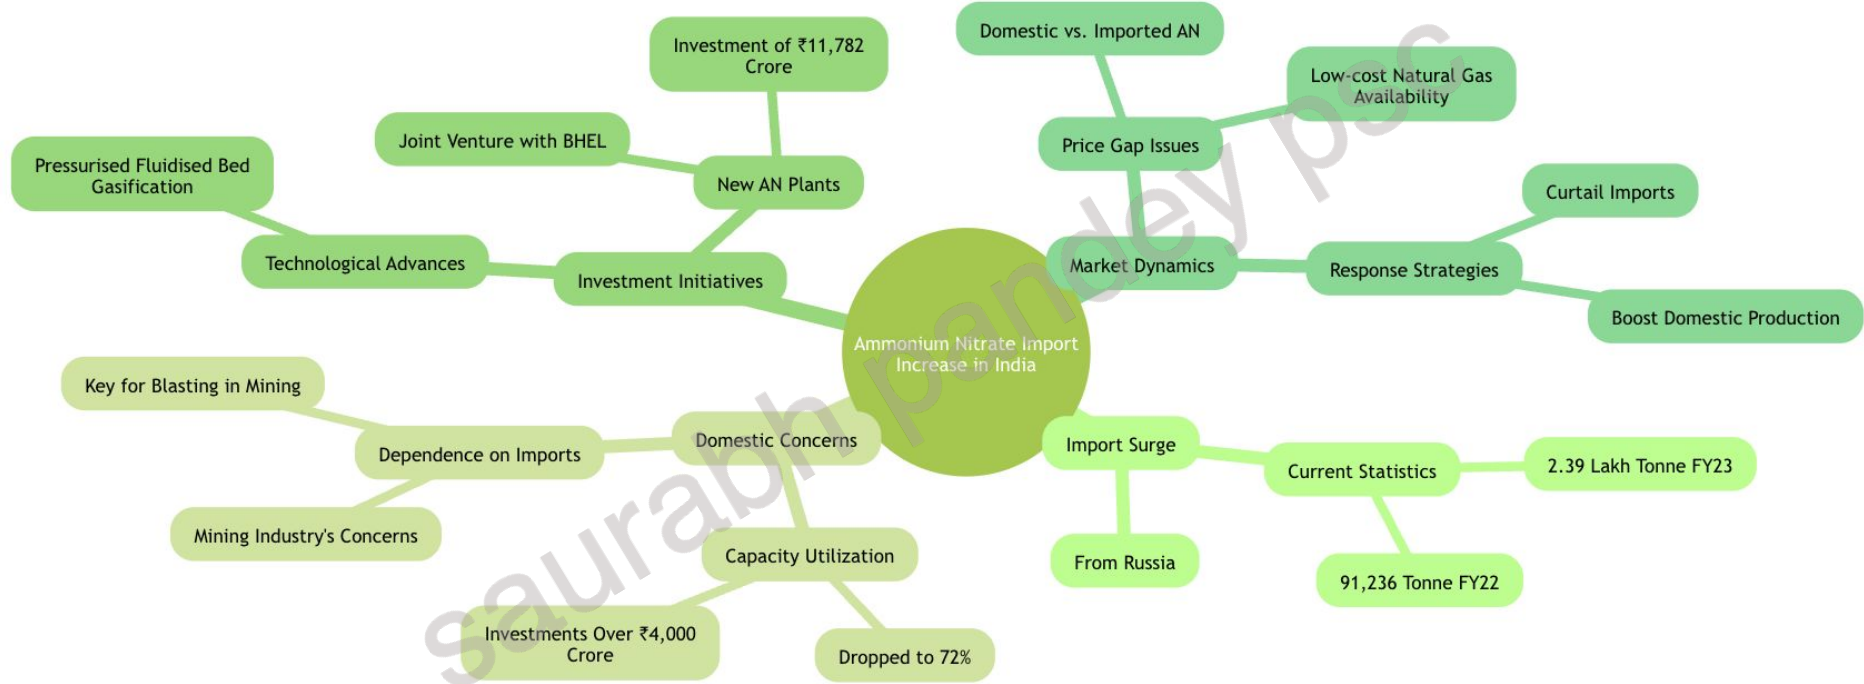 Ammonium Nitrate Import
Increase in India
Investment Initiatives
New AN Plants
Investment of ₹11,782
Crore
Joint Venture with BHEL
Technological Advances
Pressurised Fluidised Bed
Gasification
Market Dynamics
Price Gap Issues
Domestic vs. Imported AN
Low-cost Natural Gas
Availability
Response Strategies
Curtail Imports
Boost Domestic Production
Domestic Concerns
Dependence on Imports
Key for Blasting in Mining
Mining Industry's Concerns
Capacity Utilization
Investments Over ₹4,000
Crore
Dropped to 72%
Import Surge
From Russia
Current Statistics
2.39 Lakh Tonne FY23
91,236 Tonne FY22
saurabh pandey psc